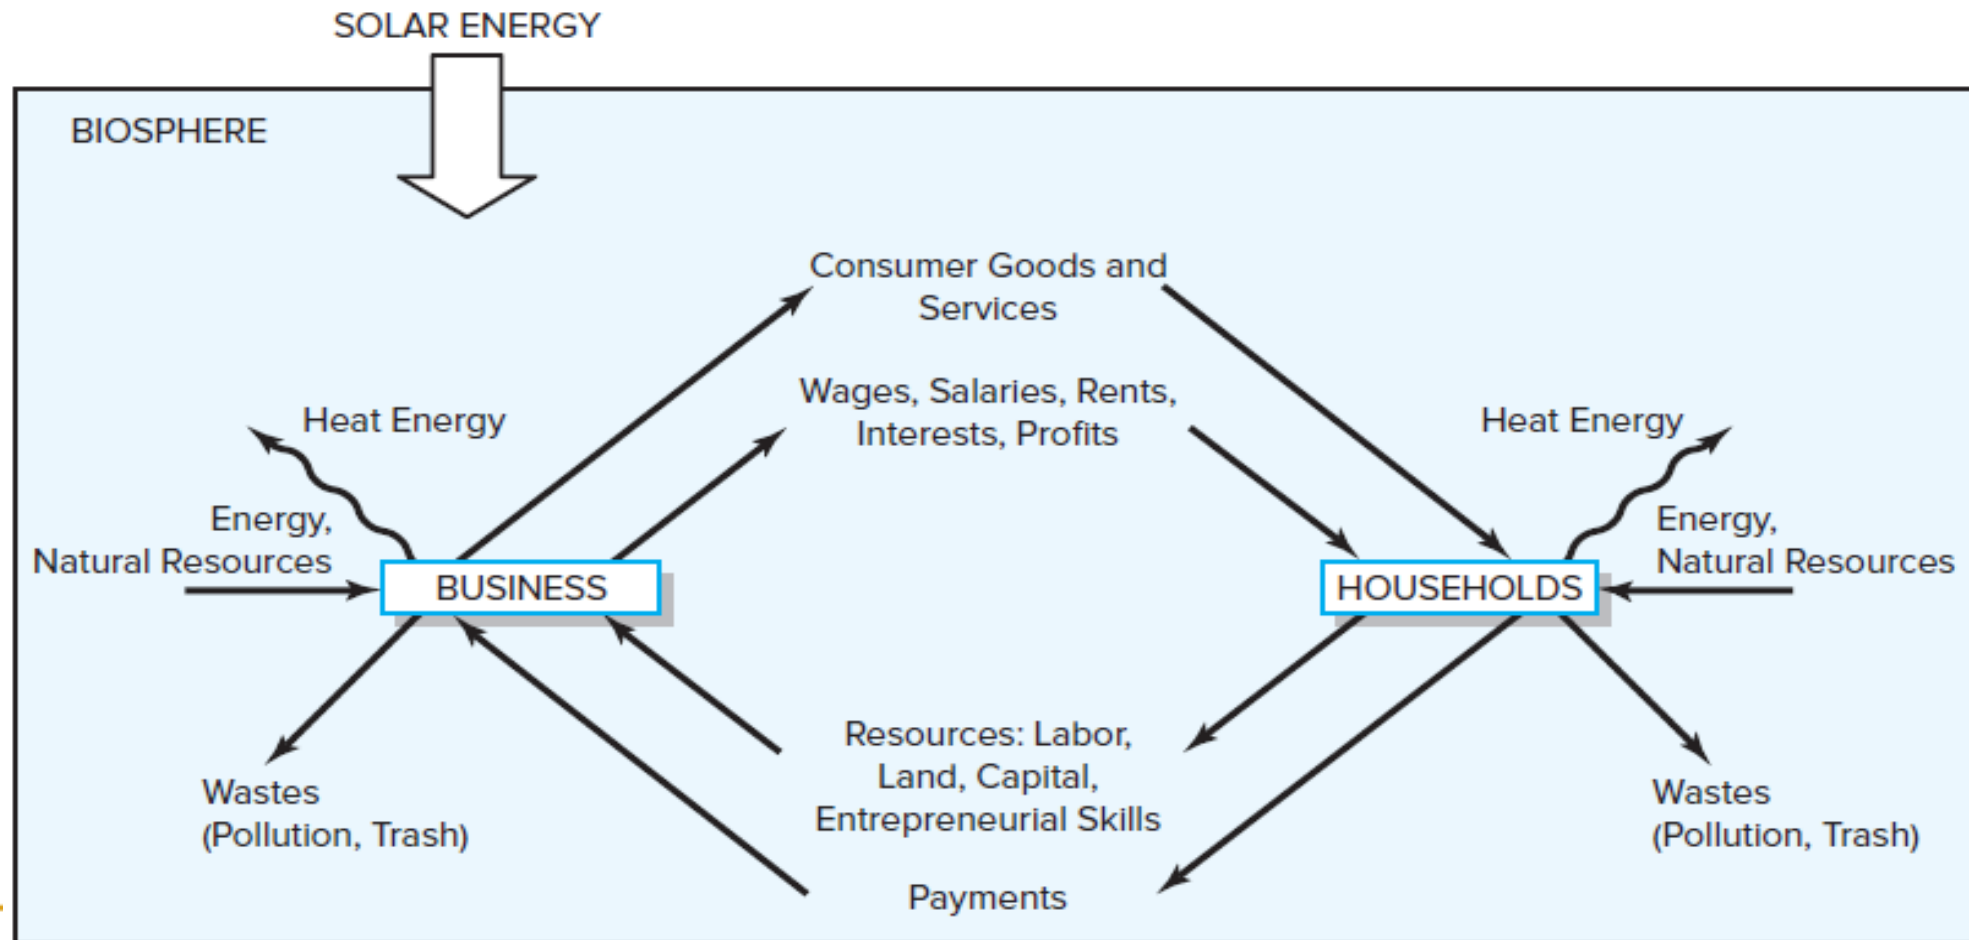 SOLAR ENERGY
BIOSPHERE
Consumer Goods and
Services
Wages, Salaries, Rents,
Interests, Profits
Heat Energy
Heat Energy
Energy,
Natural Resources
Energy,
Natural Resources
BUSINESS
HOUSEHOLDS
Resources: Labor,
Land, Capital,
Entrepreneurial Skills
Wastes
(Pollution, Trash)
Wastes
(Pollution, Trash)
Payments